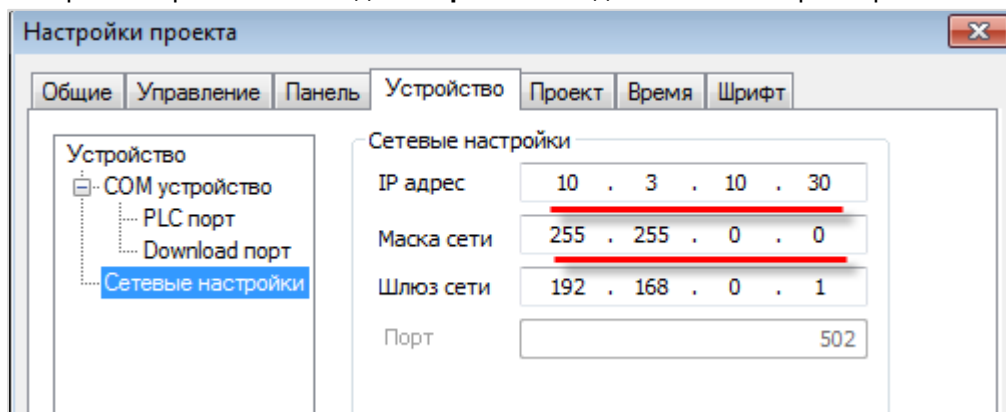 Настройки проекта
Общие Управление Панель Устройство Проект Время Шрифт
Устройство
COM устройство
PLC порт
Download порт
Сетевые настройки
Сетевые настройки
IP адрес 10 . 3 . 10 . 30
Маска сети 255 . 255 . 0 . 0
Шлюз сети 192 . 168 . 0 . 1
Порт 502